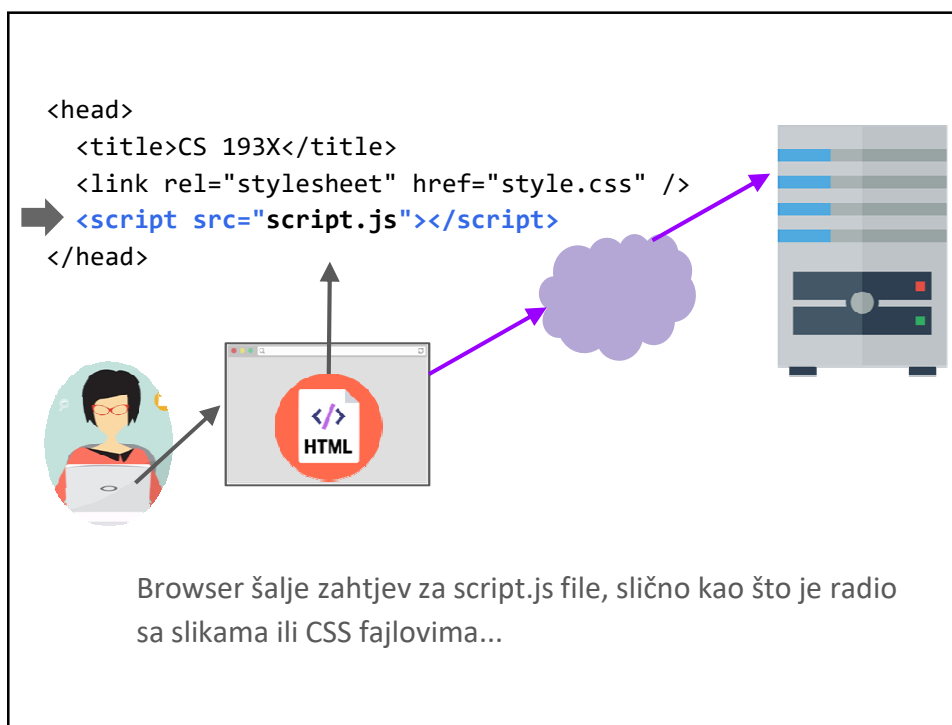 <head>
<title>CS 193X</title>
<link rel="stylesheet" href="style.css" />
<script src="script.js"></script>
</head>
</>
HTML
Browser šalje zahtjev za script.js file, slično kao što je radio
sa slikama ili CSS fajlovima...